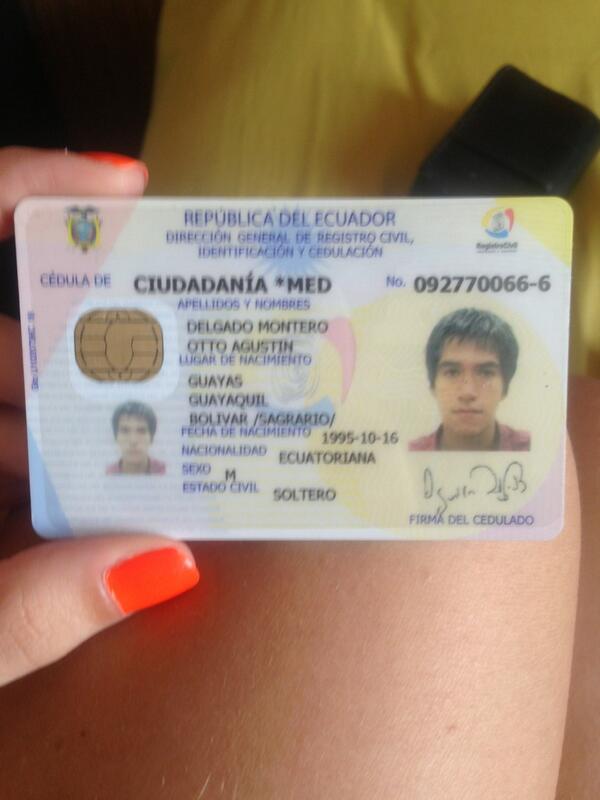 REPÚBLICA DEL ECUADOR
DIRECCIÓN GENERAL DE REGISTRO CIVIL,
IDENTIFICACIÓN Y CEDULACIÓN
RegistroCivil
CÉDULA DE CIUDADANÍA *MED No. 092770066-6
APELLIDOS Y NOMBRES
DELGADO MONTERO
OTTO AGUSTIN
LUGAR DE NACIMIENTO
GUAYAS
GUAYAQUIL
BOLIVAR /SAGRARIO/
FECHA DE NACIMIENTO 1995-10-16
NACIONALIDAD ECUATORIANA
SEXO M
ESTADO CIVIL SOLTERO
FIRMA DEL CEDULADO